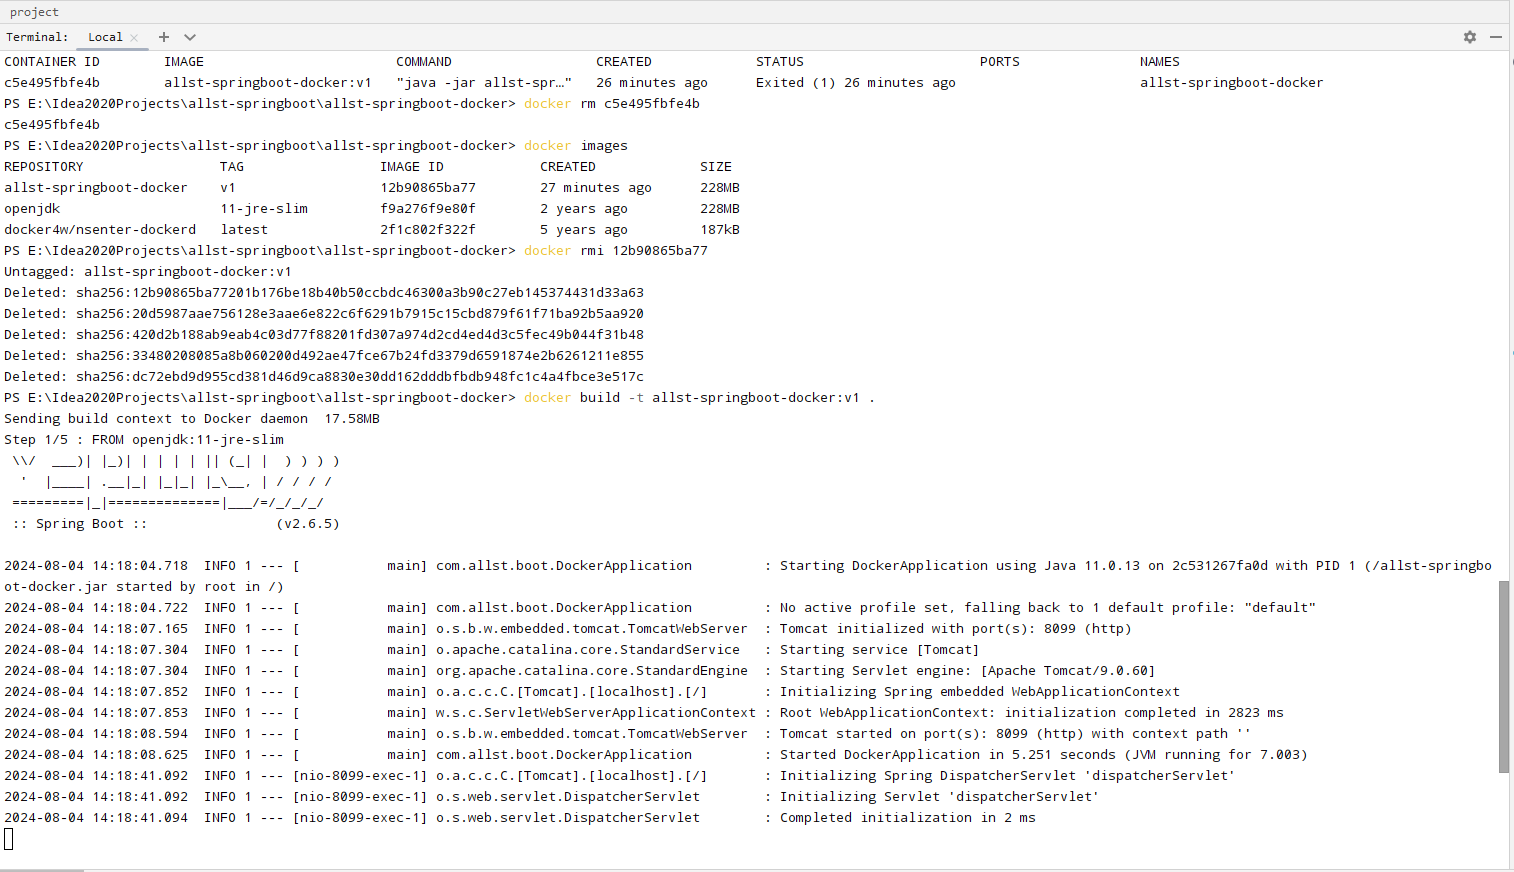 project
Terminal: Local × +
CONTAINER ID        IMAGE                    COMMAND                  CREATED             STATUS                      PORTS               NAMES
c5e495fbfe4b        allst-springboot-docker:v1   "java -jar allst-spr…"   26 minutes ago      Exited (1) 26 minutes ago                       allst-springboot-docker
PS E:\Idea2020Projects\allst-springboot\allst-springboot-docker> docker rm c5e495fbfe4b
c5e495fbfe4b
PS E:\Idea2020Projects\allst-springboot\allst-springboot-docker> docker images
REPOSITORY                 TAG                 IMAGE ID            CREATED             SIZE
allst-springboot-docker    v1                  12b90865ba77        27 minutes ago      228MB
openjdk                    11-jre-slim         f9a276f9e80f        2 years ago         228MB
docker4w/nsenter-dockerd   latest              2f1c802f322f        5 years ago         187kB
PS E:\Idea2020Projects\allst-springboot\allst-springboot-docker> docker rmi 12b90865ba77
Untagged: allst-springboot-docker:v1
Deleted: sha256:12b90865ba77201b176be18b40b50ccbdc46300a3b90c27eb145374431d33a63
Deleted: sha256:20d5987aae756128e3aae6e822c6f6291b7915c15cbd879f61f71ba92b5aa920
Deleted: sha256:420d2b188ab9eab4c03d77f88201fd307a974d2cd4ed4d3c5fec49b044f31b48
Deleted: sha256:33480208085a8b060200d492ae47fce67b24fd3379d6591874e2b6261211e855
Deleted: sha256:dc72ebd9d955cd381d46d9ca8830e30dd162dddbfbdb948fc1c4a4fbce3e517c
PS E:\Idea2020Projects\allst-springboot\allst-springboot-docker> docker build -t allst-springboot-docker:v1 .
Sending build context to Docker daemon  17.58MB
Step 1/5 : FROM openjdk:11-jre-slim
 \\/  ___)| |_)| | | | | || (_| |  ) ) ) )
  '  |____| .__|_| |_|_| |_\__, | / / / /
 =========|_|==============|___/=/_/_/_/
 :: Spring Boot ::                (v2.6.5)
2024-08-04 14:18:04.718  INFO 1 --- [           main] com.allst.boot.DockerApplication         : Starting DockerApplication using Java 11.0.13 on 2c531267fa0d with PID 1 (/allst-springbo
ot-docker.jar started by root in /)
2024-08-04 14:18:04.722  INFO 1 --- [           main] com.allst.boot.DockerApplication         : No active profile set, falling back to 1 default profile: "default"
2024-08-04 14:18:07.165  INFO 1 --- [           main] o.s.b.w.embedded.tomcat.TomcatWebServer  : Tomcat initialized with port(s): 8099 (http)
2024-08-04 14:18:07.304  INFO 1 --- [           main] o.apache.catalina.core.StandardService   : Starting service [Tomcat]
2024-08-04 14:18:07.304  INFO 1 --- [           main] org.apache.catalina.core.StandardEngine  : Starting Servlet engine: [Apache Tomcat/9.0.60]
2024-08-04 14:18:07.852  INFO 1 --- [           main] o.a.c.c.C.[Tomcat].[localhost].[/]       : Initializing Spring embedded WebApplicationContext
2024-08-04 14:18:07.853  INFO 1 --- [           main] w.s.c.ServletWebServerApplicationContext : Root WebApplicationContext: initialization completed in 2823 ms
2024-08-04 14:18:08.594  INFO 1 --- [           main] o.s.b.w.embedded.tomcat.TomcatWebServer  : Tomcat started on port(s): 8099 (http) with context path ''
2024-08-04 14:18:08.625  INFO 1 --- [           main] com.allst.boot.DockerApplication         : Started DockerApplication in 5.251 seconds (JVM running for 7.003)
2024-08-04 14:18:41.092  INFO 1 --- [nio-8099-exec-1] o.a.c.c.C.[Tomcat].[localhost].[/]       : Initializing Spring DispatcherServlet 'dispatcherServlet'
2024-08-04 14:18:41.092  INFO 1 --- [nio-8099-exec-1] o.s.web.servlet.DispatcherServlet        : Initializing Servlet 'dispatcherServlet'
2024-08-04 14:18:41.094  INFO 1 --- [nio-8099-exec-1] o.s.web.servlet.DispatcherServlet        : Completed initialization in 2 ms